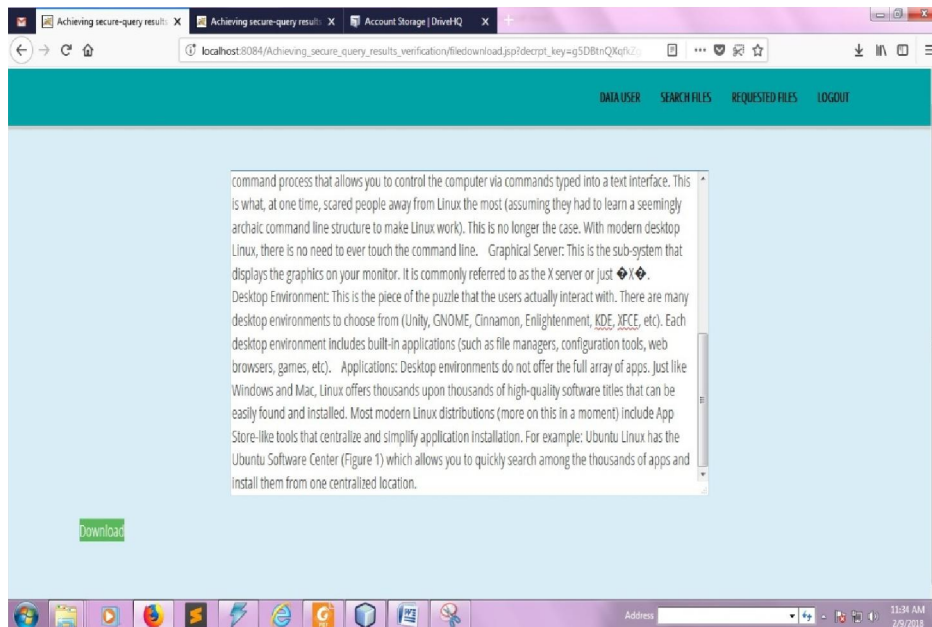 Achieving secure-query results X
Achieving secure-query results X
Account Storage | DriveHQ X
localhost:8084/Achieving_secure_query_results_verification/filedownload.jsp?decrpt_key=
DATA USER SEARCH FILES REQUESTED FILES LOGOUT
command process that allows you to control the computer via commands typed into a text interface. This
is what, at one time, scared people away from Linux the most (assuming they had to learn a seemingly
archaic command line structure to make Linux work). This is no longer the case. With modern desktop
Linux, there is no need to ever touch the command line. Graphical Server: This is the sub-system that
displays the graphics on your monitor. It is commonly referred to as the X server or just �X�.
Desktop Environment: This is the piece of the puzzle that the users actually interact with. There are many
desktop environments to choose from (Unity, GNOME, Cinnamon, Enlightenment, KDE, XFCE, etc). Each
desktop environment includes built-in applications (such as file managers, configuration tools, web
browsers, games, etc). Applications: Desktop environments do not offer the full array of apps. Just like
Windows and Mac, Linux offers thousands upon thousands of high-quality software titles that can be
easily found and installed. Most modern Linux distributions (more on this in a moment) include App
Store-like tools that centralize and simplify application installation. For example: Ubuntu Linux has the
Ubuntu Software Center (Figure 1) which allows you to quickly search among the thousands of apps and
install them from one centralized location.
Download
Address
11:34 AM
2/9/2018